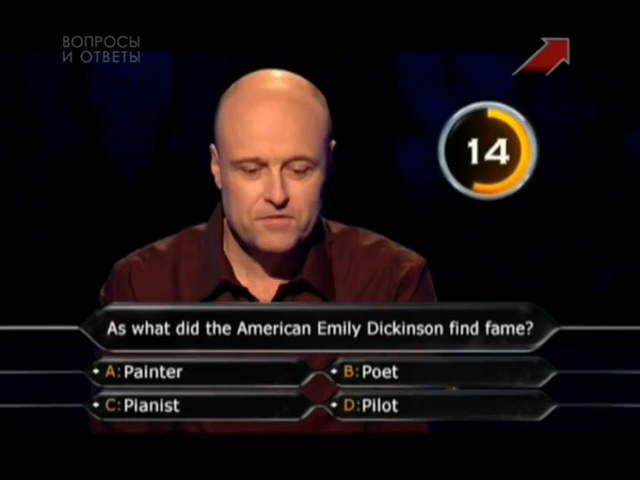 ВОПРОСЫ
И ОТВЕТЫ
14
As what did the American Emily Dickinson find fame?
A: Painter
B: Poet
C: Pianist
D: Pilot